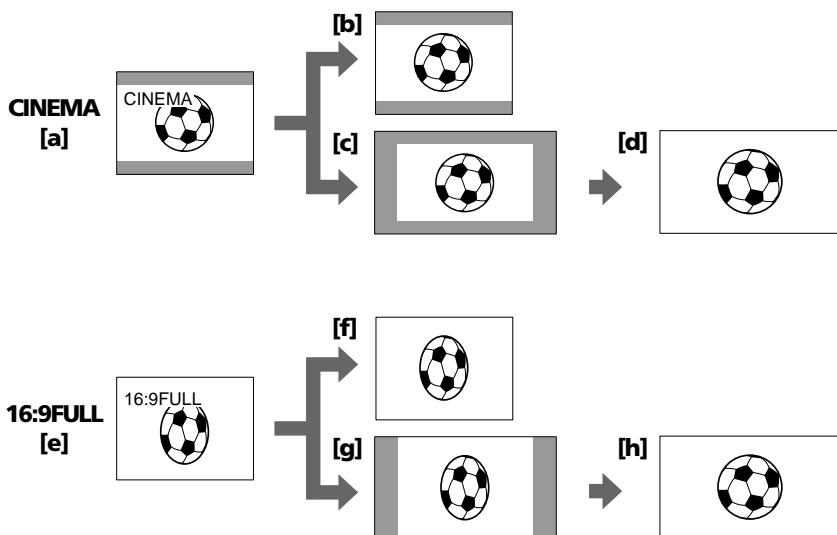 [b]
CINEMA
CINEMA
[a]
[c]
[d]
[f]
16:9FULL
16:9FULL
[e]
[g]
[h]